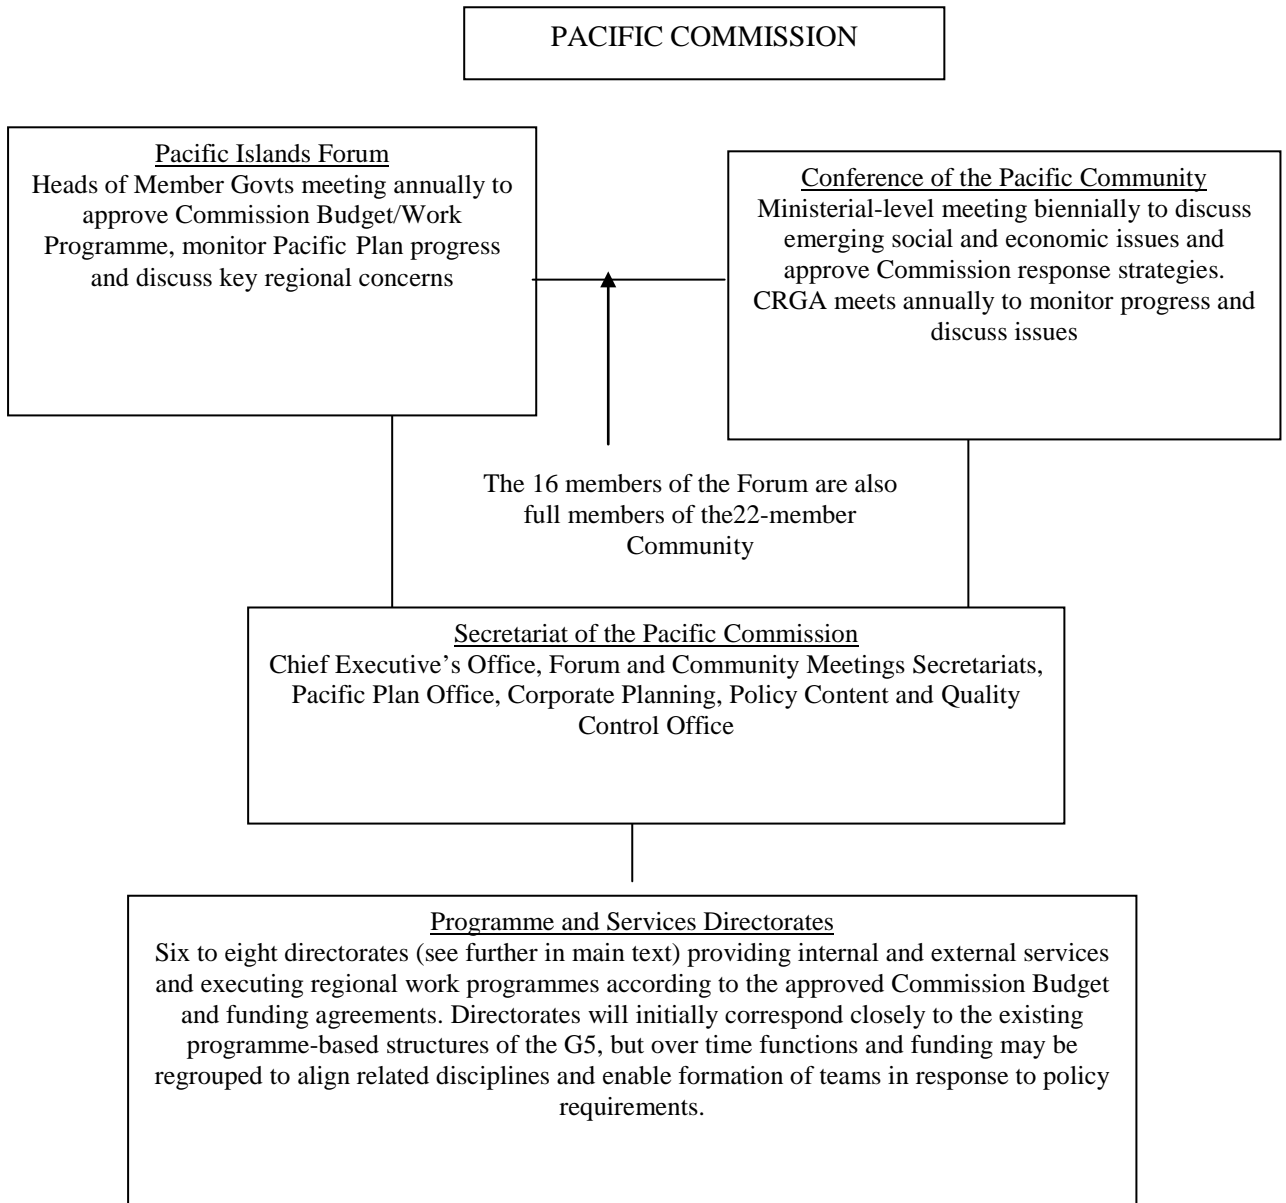 PACIFIC COMMISSION
Pacific Islands Forum
Heads of Member Govts meeting annually to
approve Commission Budget/Work
Programme, monitor Pacific Plan progress
and discuss key regional concerns
Conference of the Pacific Community
Ministerial-level meeting biennially to discuss
emerging social and economic issues and
approve Commission response strategies.
CRGA meets annually to monitor progress and
discuss issues
The 16 members of the Forum are also
full members of the22-member
Community
Secretariat of the Pacific Commission
Chief Executive’s Office, Forum and Community Meetings Secretariats,
Pacific Plan Office, Corporate Planning, Policy Content and Quality
Control Office
Programme and Services Directorates
Six to eight directorates (see further in main text) providing internal and external services
and executing regional work programmes according to the approved Commission Budget
and funding agreements. Directorates will initially correspond closely to the existing
programme-based structures of the G5, but over time functions and funding may be
regrouped to align related disciplines and enable formation of teams in response to policy
requirements.